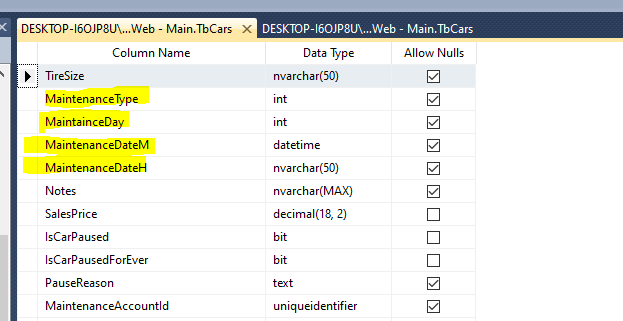 DESKTOP-I6OJP8U\...Web - Main.TbCars DESKTOP-I6OJP8U\...Web - Main.TbCars
Column Name Data Type Allow Nulls
TireSize nvarchar(50)
MaintenanceType int
MaintainceDay int
MaintenanceDateM datetime
MaintenanceDateH nvarchar(50)
Notes nvarchar(MAX)
SalesPrice decimal(18, 2)
IsCarPaused bit
IsCarPausedForEver bit
PauseReason text
MaintenanceAccountId uniqueidentifier